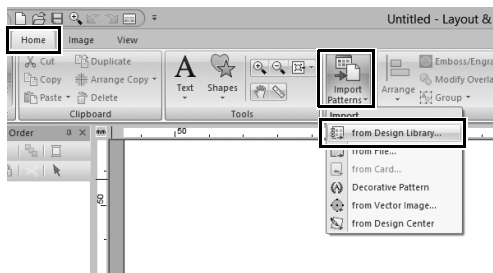 Untitled - Layout &
Home Image View
Cut Duplicate
Copy Arrange Copy
Paste Delete
Clipboard
Text Shapes
Tools
Import
Patterns
Arrange
Emboss/Engra
Modify Overla
Group
Import
from Design Library...
from File...
from Card...
Decorative Pattern
from Vector Image...
from Design Center
Order
mm
50
50